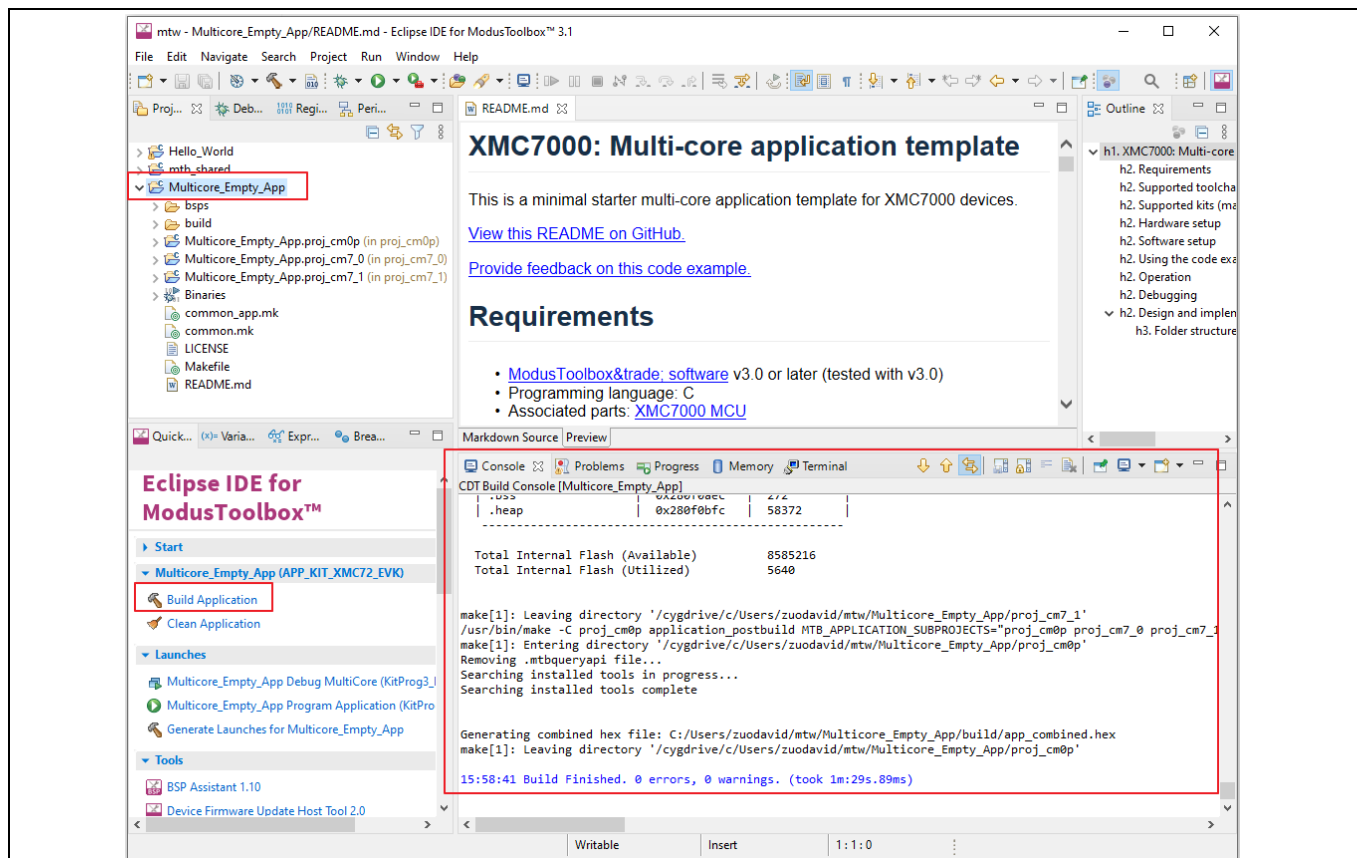 mtw - Multicore_Empty_App/README.md - Eclipse IDE for ModusToolbox™ 3.1
File Edit Navigate Search Project Run Window Help
Proj... Deb... Regi... Peri...
Hello_World
mtb_shared
Multicore_Empty_App
bsps
build
Multicore_Empty_App.proj_cm0p (in proj_cm0p)
Multicore_Empty_App.proj_cm7_0 (in proj_cm7_0)
Multicore_Empty_App.proj_cm7_1 (in proj_cm7_1)
Binaries
common_app.mk
common.mk
LICENSE
Makefile
README.md
README.md
XMC7000: Multi-core application template
This is a minimal starter multi-core application template for XMC7000 devices.
View this README on GitHub.
Provide feedback on this code example.
Requirements
• ModusToolbox&trade; software v3.0 or later (tested with v3.0)
• Programming language: C
• Associated parts: XMC7000 MCU
Markdown Source Preview
Outline
h1. XMC7000: Multi-core
h2. Requirements
h2. Supported toolcha
h2. Supported kits (ma
h2. Hardware setup
h2. Software setup
h2. Using the code exa
h2. Operation
h2. Debugging
h2. Design and implen
h3. Folder structure
Quick... (x)= Varia... Expr... Brea...
Eclipse IDE for
ModusToolbox™
Start
Multicore_Empty_App (APP_KIT_XMC72_EVK)
Build Application
Clean Application
Launches
Multicore_Empty_App Debug MultiCore (KitProg3_
Multicore_Empty_App Program Application (KitPro
Generate Launches for Multicore_Empty_App
Tools
BSP Assistant 1.10
Device Firmware Update Host Tool 2.0
Console Problems Progress Memory Terminal
CDT Build Console [Multicore_Empty_App]
| .bss | 0x280f0aec | 272 |
| .heap | 0x280f0bfc | 58372 |
----------------------------------------------------
Total Internal Flash (Available) 8585216
Total Internal Flash (Utilized) 5640
make[1]: Leaving directory '/cygdrive/c/Users/zuodavid/mtw/Multicore_Empty_App/proj_cm7_1'
/usr/bin/make -C proj_cm0p application_postbuild MTB_APPLICATION_SUBPROJECTS="proj_cm0p proj_cm7_0 proj_cm7_1
make[1]: Entering directory '/cygdrive/c/Users/zuodavid/mtw/Multicore_Empty_App/proj_cm0p'
Removing .mtbqueryapi file...
Searching installed tools in progress...
Searching installed tools complete
Generating combined hex file: C:/Users/zuodavid/mtw/Multicore_Empty_App/build/app_combined.hex
make[1]: Leaving directory '/cygdrive/c/Users/zuodavid/mtw/Multicore_Empty_App/proj_cm0p'
15:58:41 Build Finished. 0 errors, 0 warnings. (took 1m:29s.89ms)
Writable Insert 1:1:0